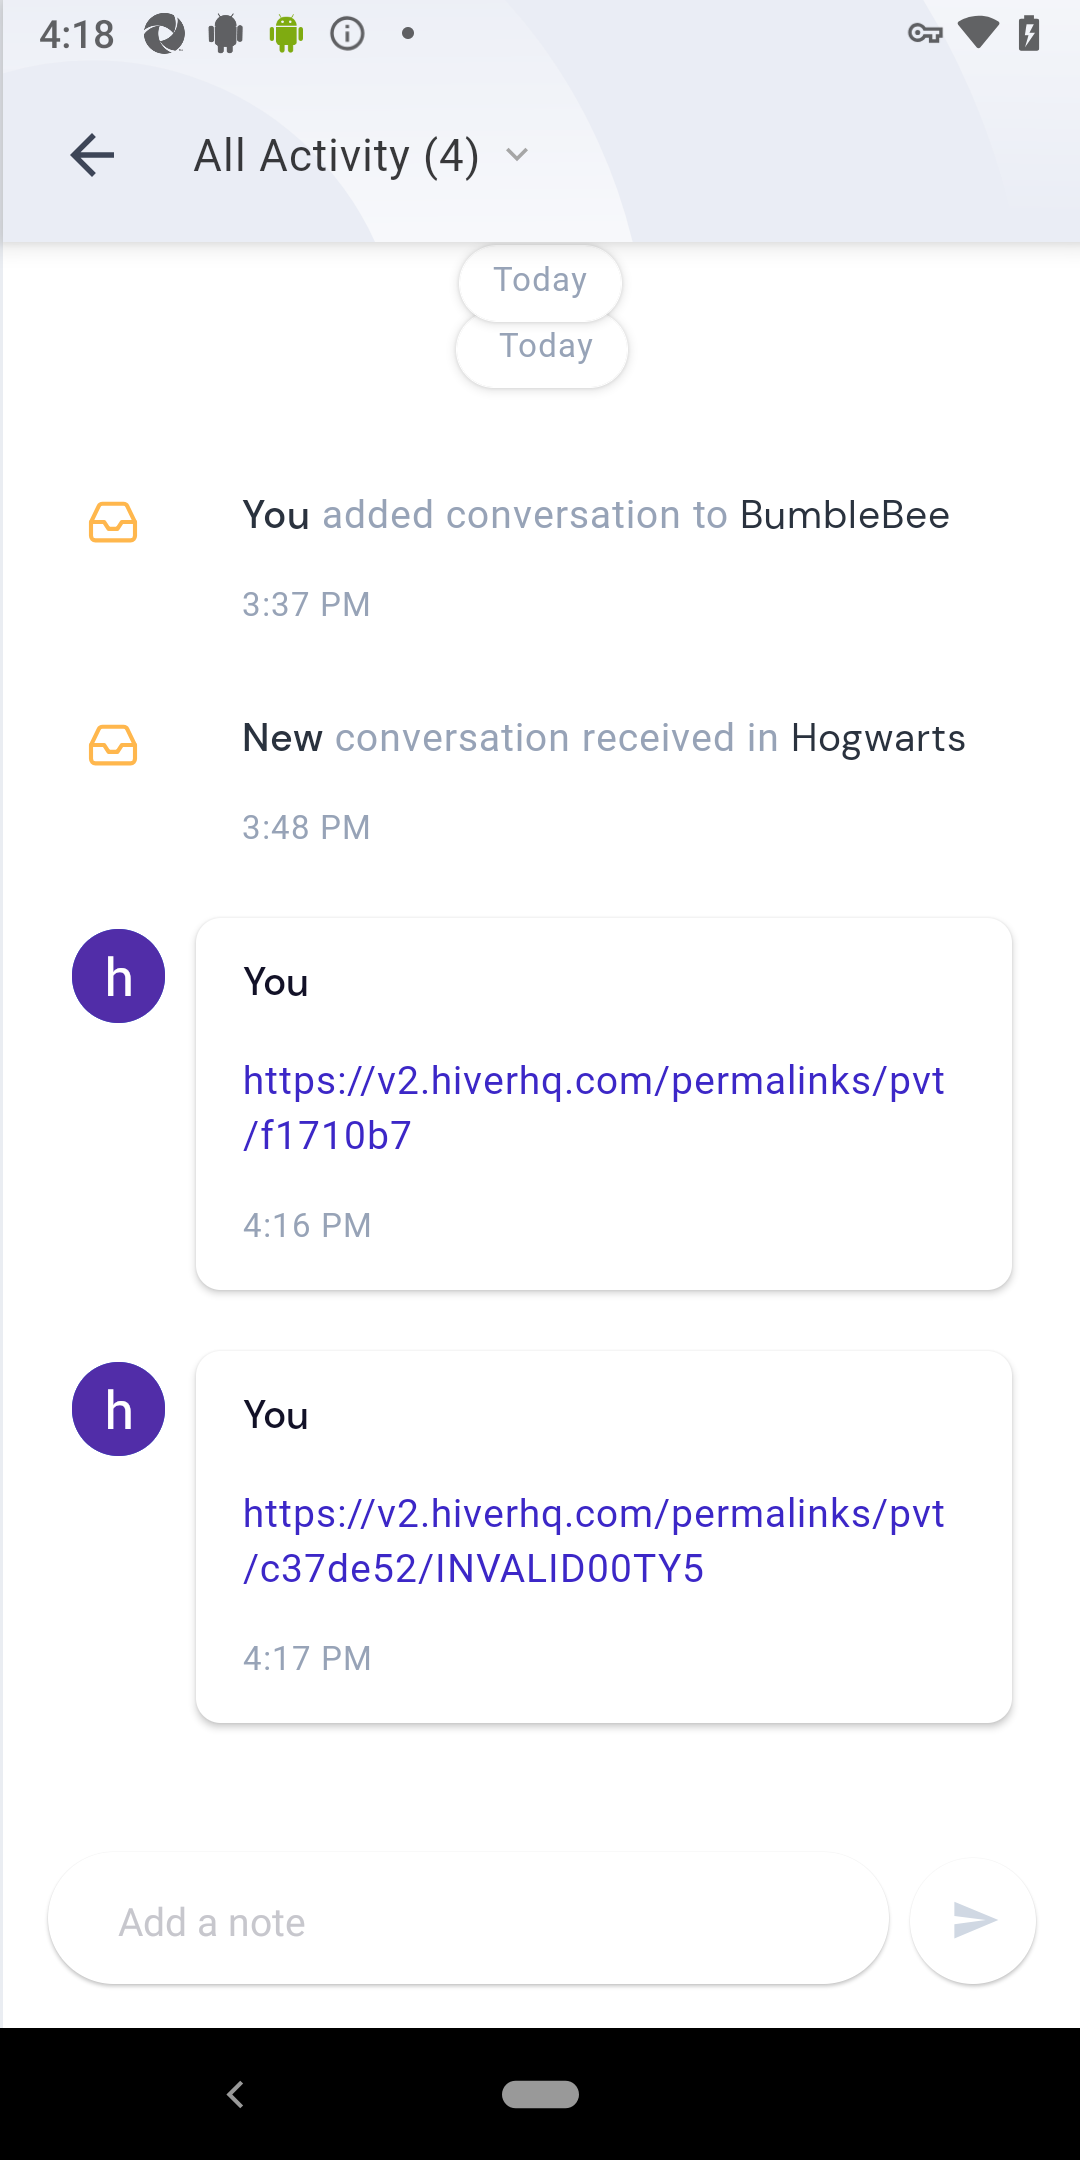 4:18
All Activity (4)
Today
Today
You added conversation to BumbleBee
3:37 PM
New conversation received in Hogwarts
3:48 PM
h
You
https://v2.hiverhq.com/permalinks/pvt
/f1710b7
4:16 PM
h
You
https://v2.hiverhq.com/permalinks/pvt
/c37de52/INVALID00TY5
4:17 PM
Add a note